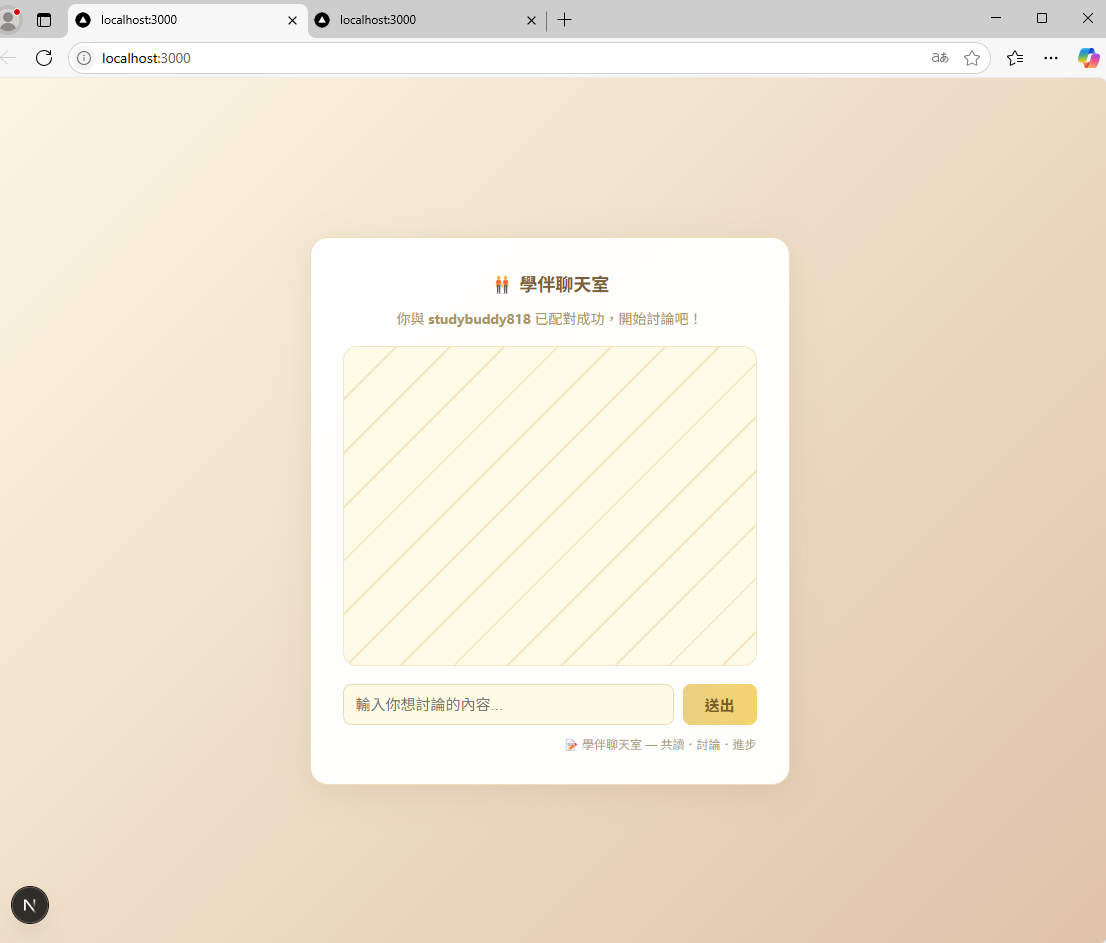 localhost:3000
localhost:3000
localhost:3000
aあ
學伴聊天室
你與 studybuddy818 已配對成功，開始討論吧！
輸入你想討論的內容...
送出
學伴聊天室 — 共讀・討論・進步
N